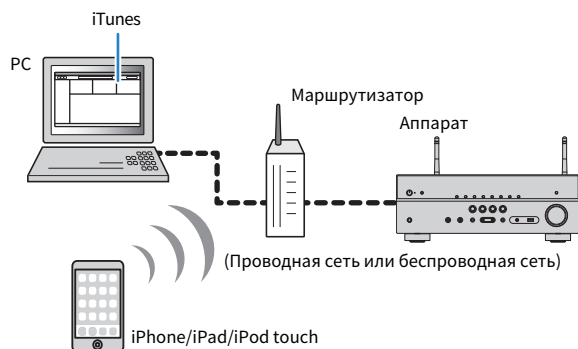 iTunes
PC
Маршрутизатор
Аппарат
(Проводная сеть или беспроводная сеть)
iPhone/iPad/iPod touch